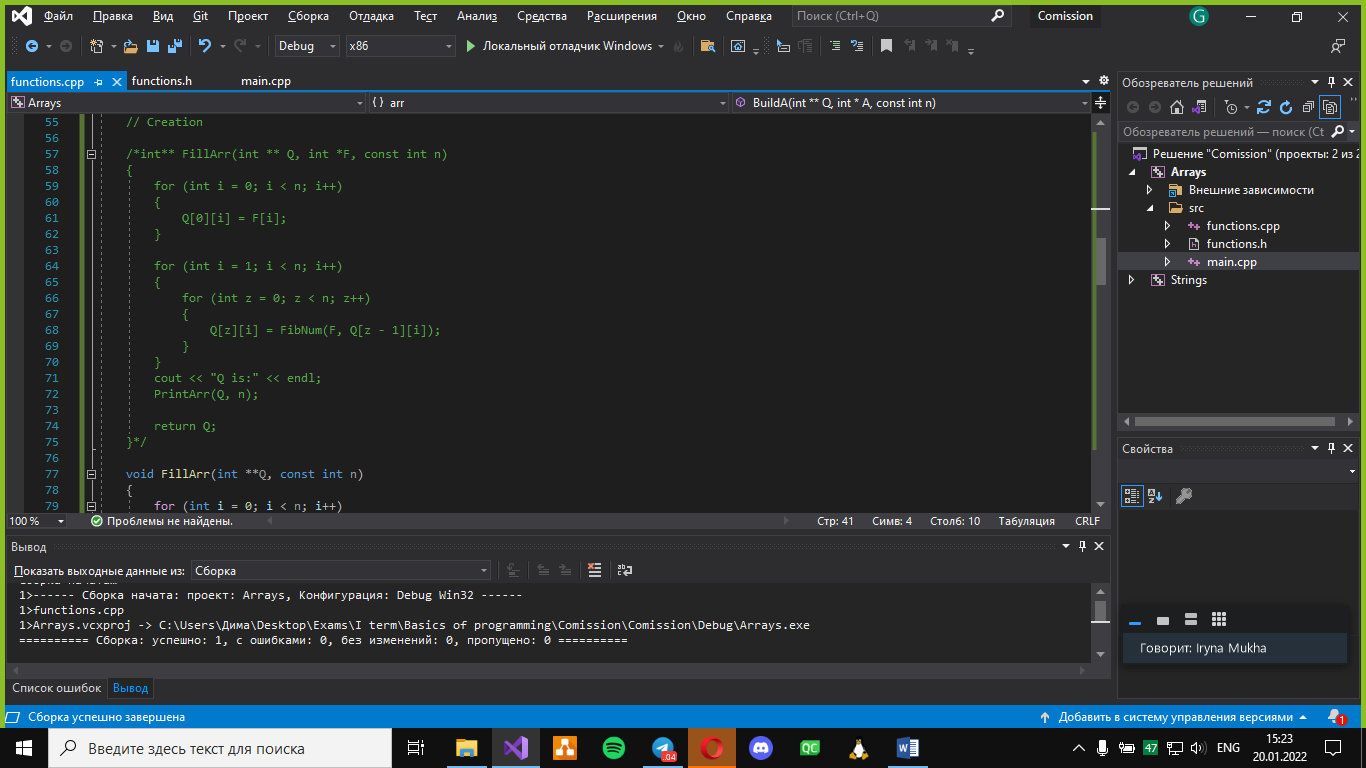 Файл Правка Вид Git Проект Сборка Отладка Тест Анализ Средства Расширения Окно Справка Поиск (Ctrl+Q) Comission G
Debug x86 Локальный отладчик Windows
functions.cpp functions.h main.cpp
Arrays {} arr BuildA(int ** Q, int * A, const int n)
55 // Creation
56
57 /*int** FillArr(int ** Q, int *F, const int n)
58 {
59 for (int i = 0; i < n; i++)
60 {
61 Q[0][i] = F[i];
62 }
63
64 for (int i = 1; i < n; i++)
65 {
66 for (int z = 0; z < n; z++)
67 {
68 Q[z][i] = FibNum(F, Q[z - 1][i]);
69 }
70 }
71 cout << "Q is:" << endl;
72 PrintArr(Q, n);
73
74 return Q;
75 }*/
76
77 void FillArr(int **Q, const int n)
78 {
79 for (int i = 0; i < n; i++)
100 % Проблемы не найдены. Стр: 41 Симв: 4 Столб: 10 Табуляция CRLF
Вывод
Показать выходные данные из: Сборка
1>------ Сборка начата: проект: Arrays, Конфигурация: Debug Win32 ------
1>functions.cpp
1>Arrays.vcxproj -> C:\Users\Дима\Desktop\Exams\I term\Basics of programming\Comission\Comission\Debug\Arrays.exe
========== Сборка: успешно: 1, с ошибками: 0, без изменений: 0, пропущено: 0 ==========
Список ошибок Вывод
Обозреватель решений
Обозреватель решений — поиск (Ct
Решение "Comission" (проекты: 2 из 2
Arrays
Внешние зависимости
src
functions.cpp
functions.h
main.cpp
Strings
Свойства
Говорит: Iryna Mukha
Сборка успешно завершена Добавить в систему управления версиями 1
Введите здесь текст для поиска .04 QC 47 ENG 15:23
20.01.2022